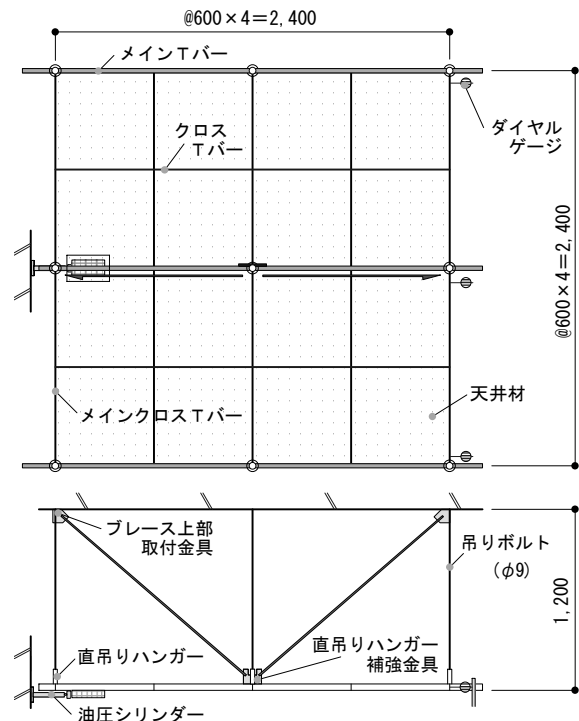 @600×4=2,400
メインTバー
クロス
Tバー
ダイヤル
ゲージ
@600×4=2,400
メインクロスTバー
天井材
ブレース上部
取付金具
吊りボルト
(φ9)
1,200
直吊りハンガー
直吊りハンガー
補強金具
油圧シリンダー